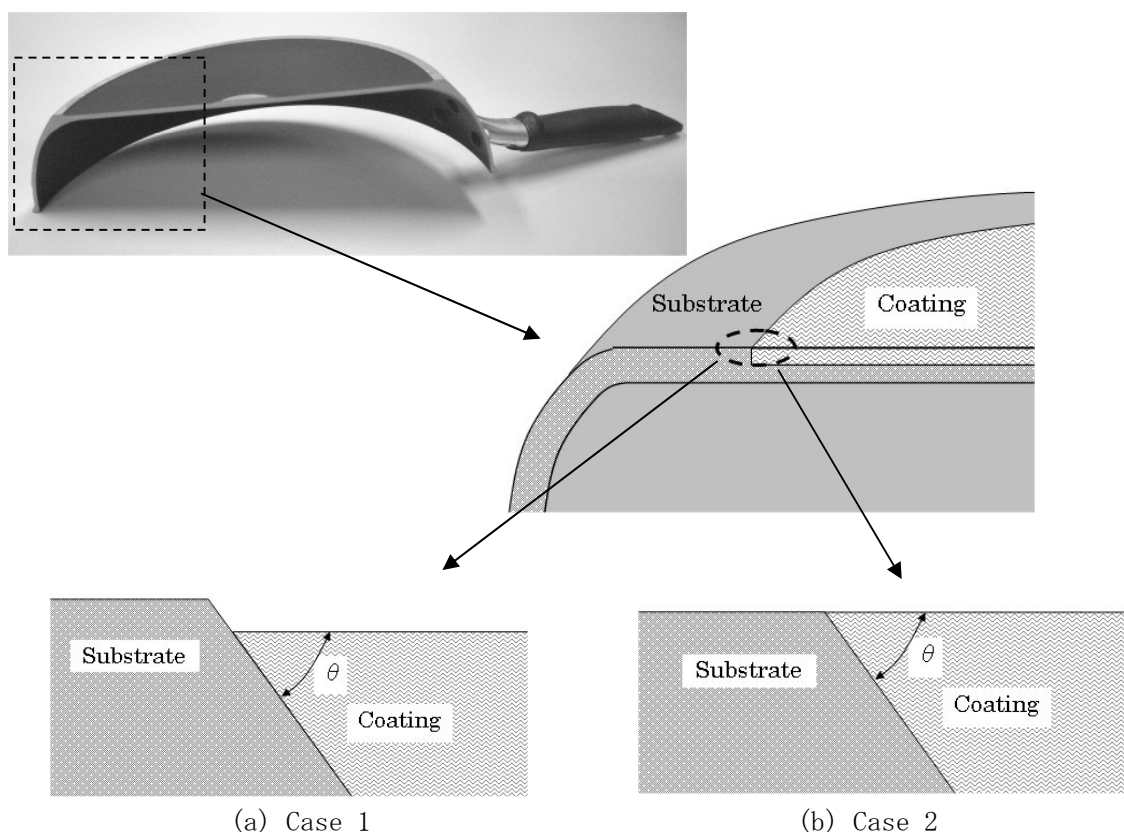 Substrate
Coating
Substrate
θ
Coating
Substrate
θ
Coating
(a) Case 1
(b) Case 2